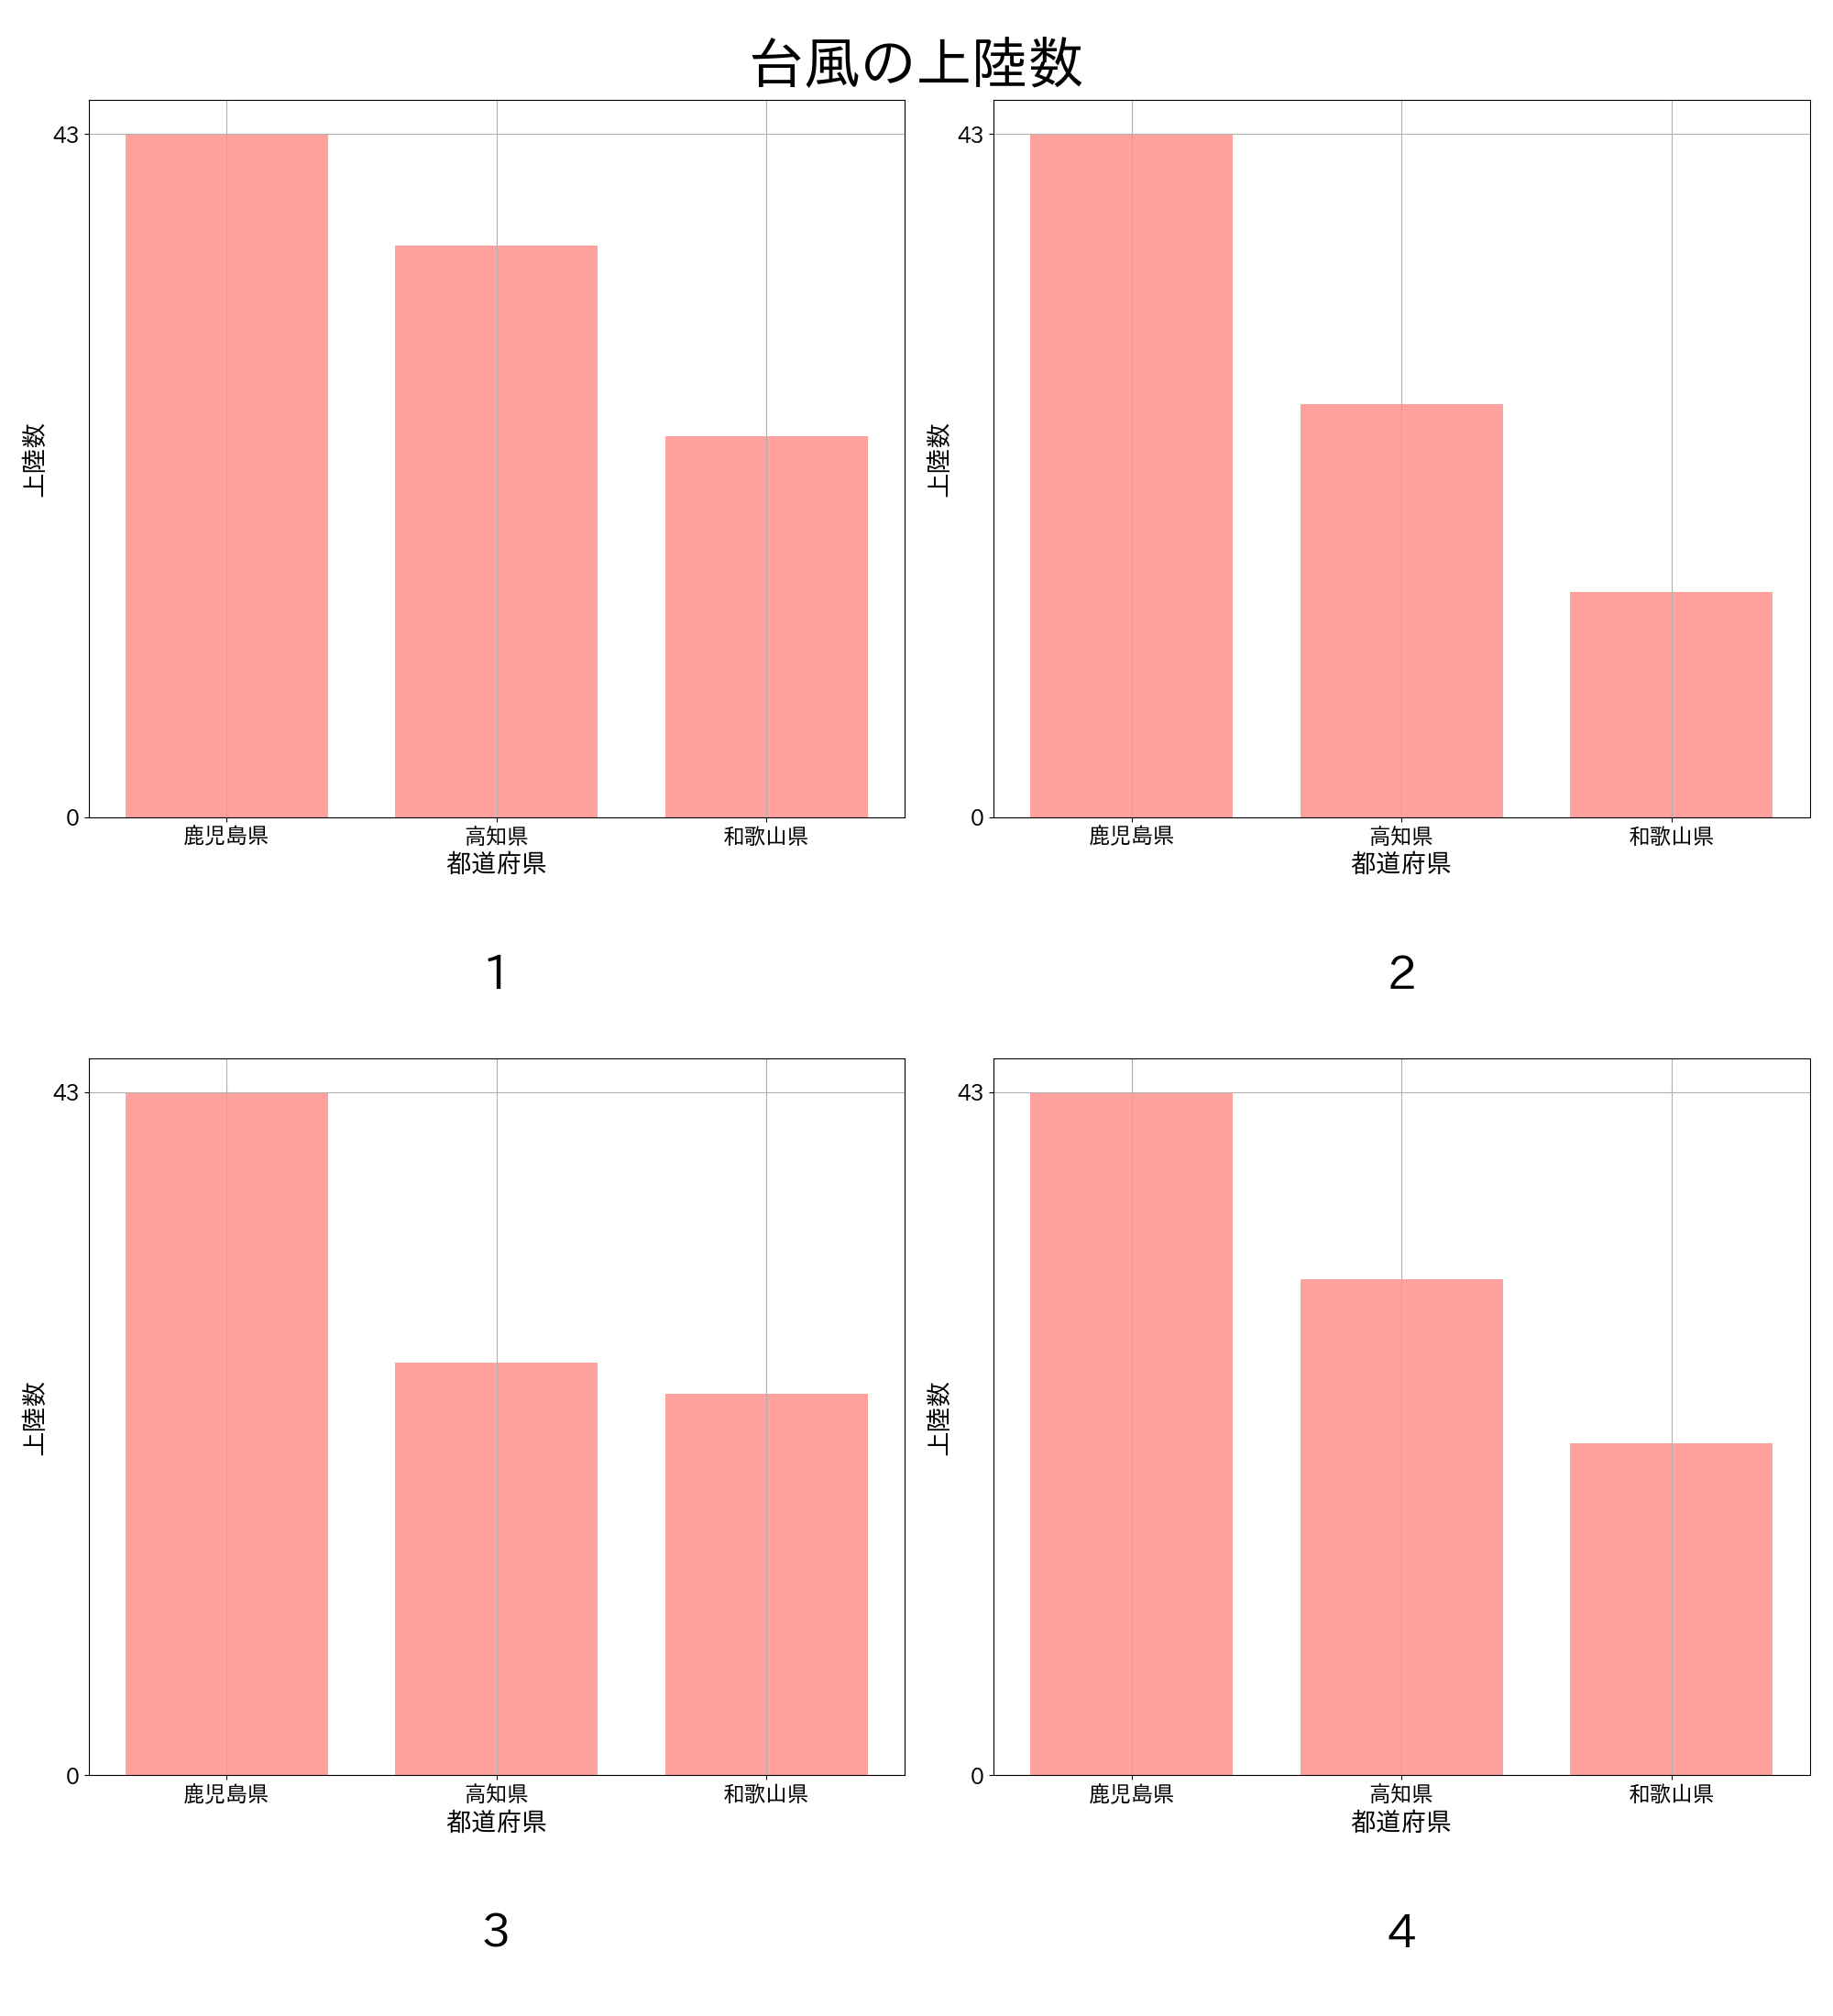 台風の上陸数
43
上陸数
0
鹿児島県 高知県 和歌山県
都道府県
1
43
上陸数
0
鹿児島県 高知県 和歌山県
都道府県
2
43
上陸数
0
鹿児島県 高知県 和歌山県
都道府県
3
43
上陸数
0
鹿児島県 高知県 和歌山県
都道府県
4